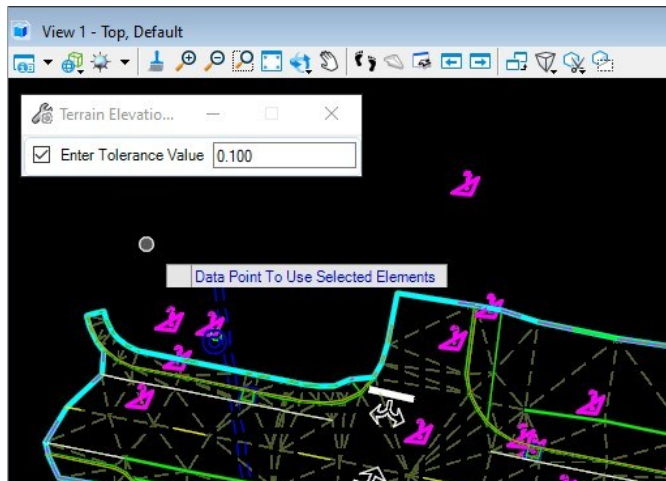 View 1 - Top, Default
Terrain Elevatio...
Enter Tolerance Value 0.100
Data Point To Use Selected Elements